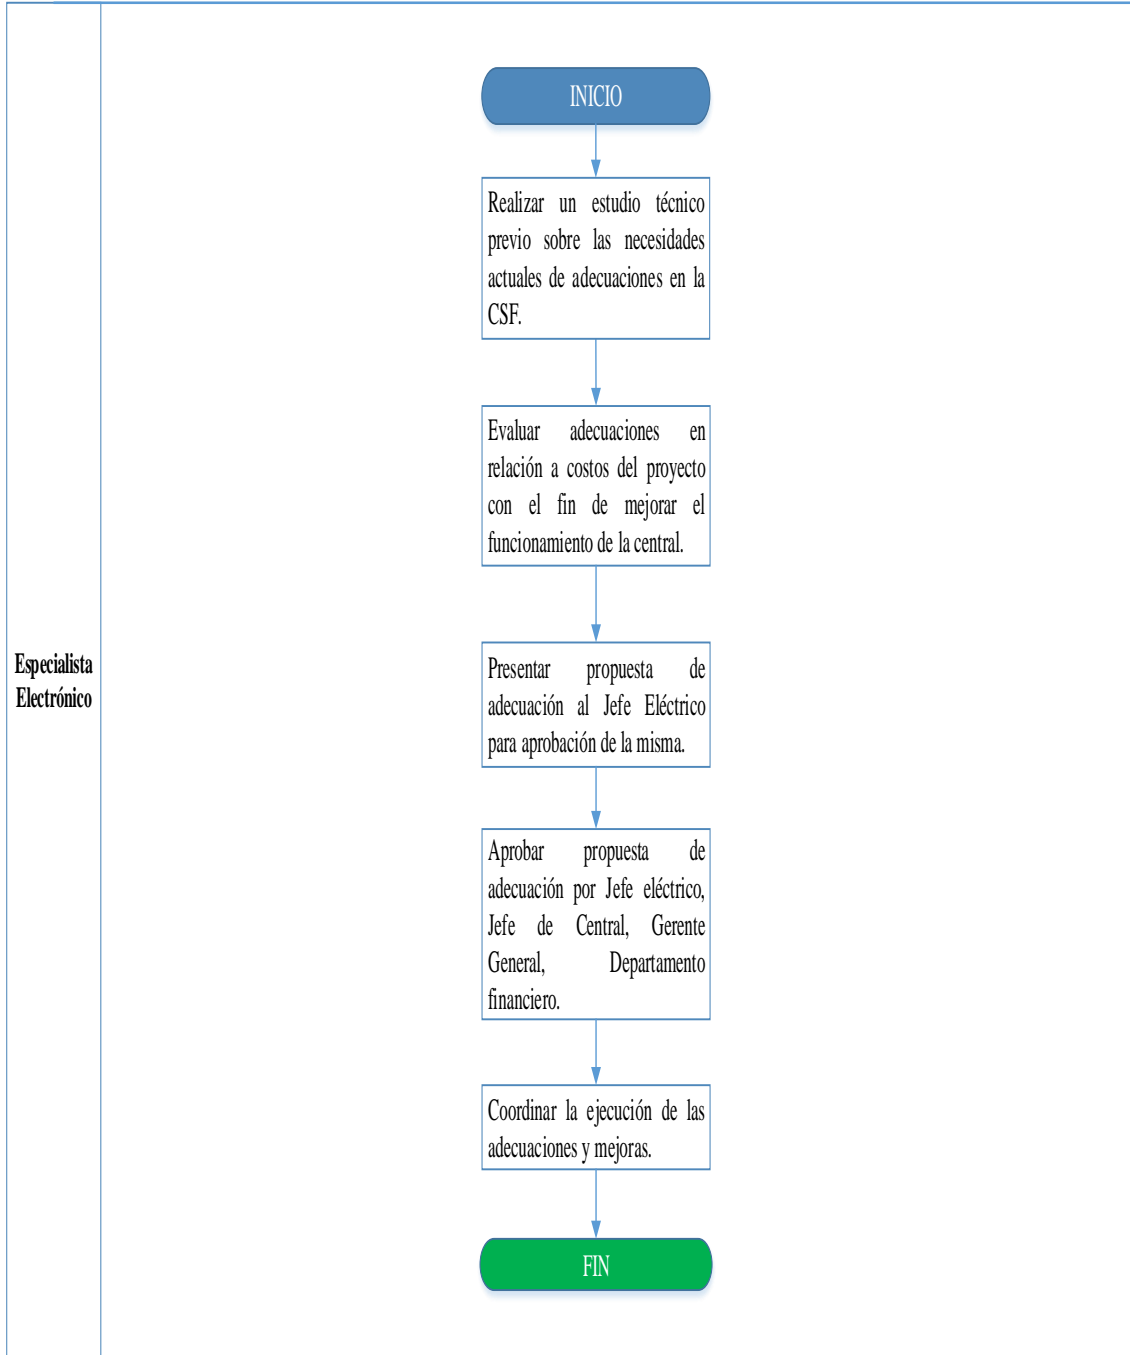 INICIO
Realizar un estudio técnico
previo sobre las necesidades
actuales de adecuaciones en la
CSF.
Evaluar adecuaciones en
relación a costos del proyecto
con el fin de mejorar el
funcionamiento de la central.
Especialista
Electrónico
Presentar propuesta de
adecuación al Jefe Eléctrico
para aprobación de la misma.
Aprobar propuesta de
adecuación por Jefe eléctrico,
Jefe de Central, Gerente
General, Departamento
financiero.
Coordinar la ejecución de las
adecuaciones y mejoras.
FIN